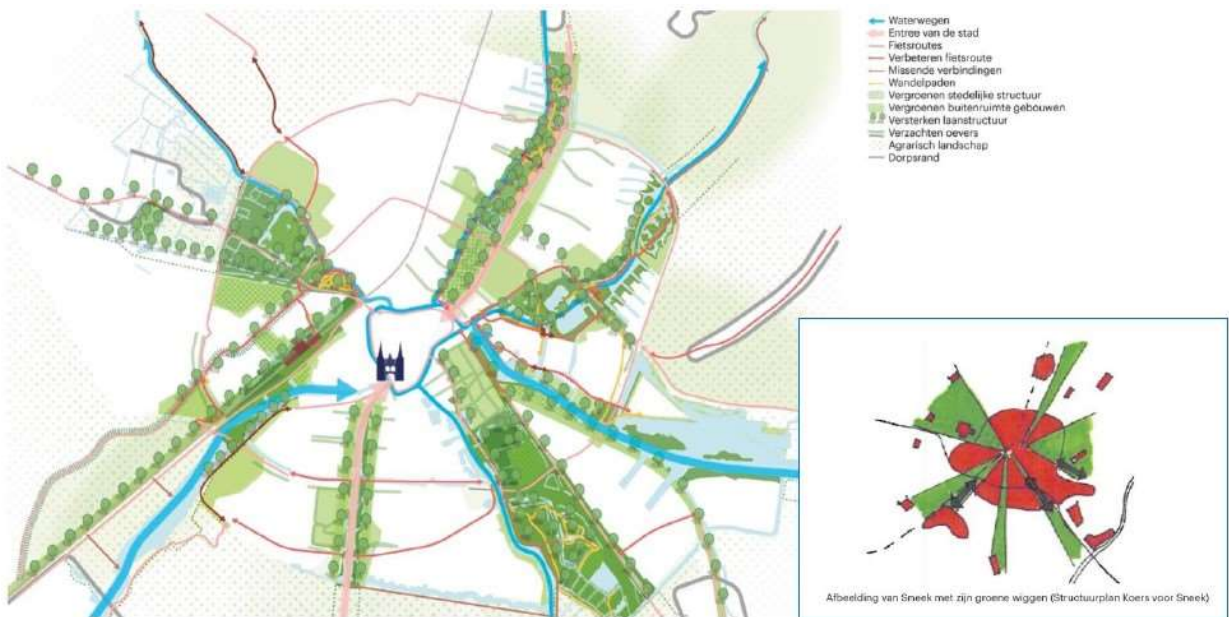 Waterwegen
Entree van de stad
Fietsroutes
Verbeteren fietsroute
Missende verbindingen
Wandelpaden
Vergroenen stedelijke structuur
Vergroenen buitenruimte gebouwen
Versterken laanstructuur
Verzachten oevers
Agrarisch landschap
Dorpsrand
Afbeelding van Sneek met zijn groene wiggen (Structuurplan Koers voor Sneek)